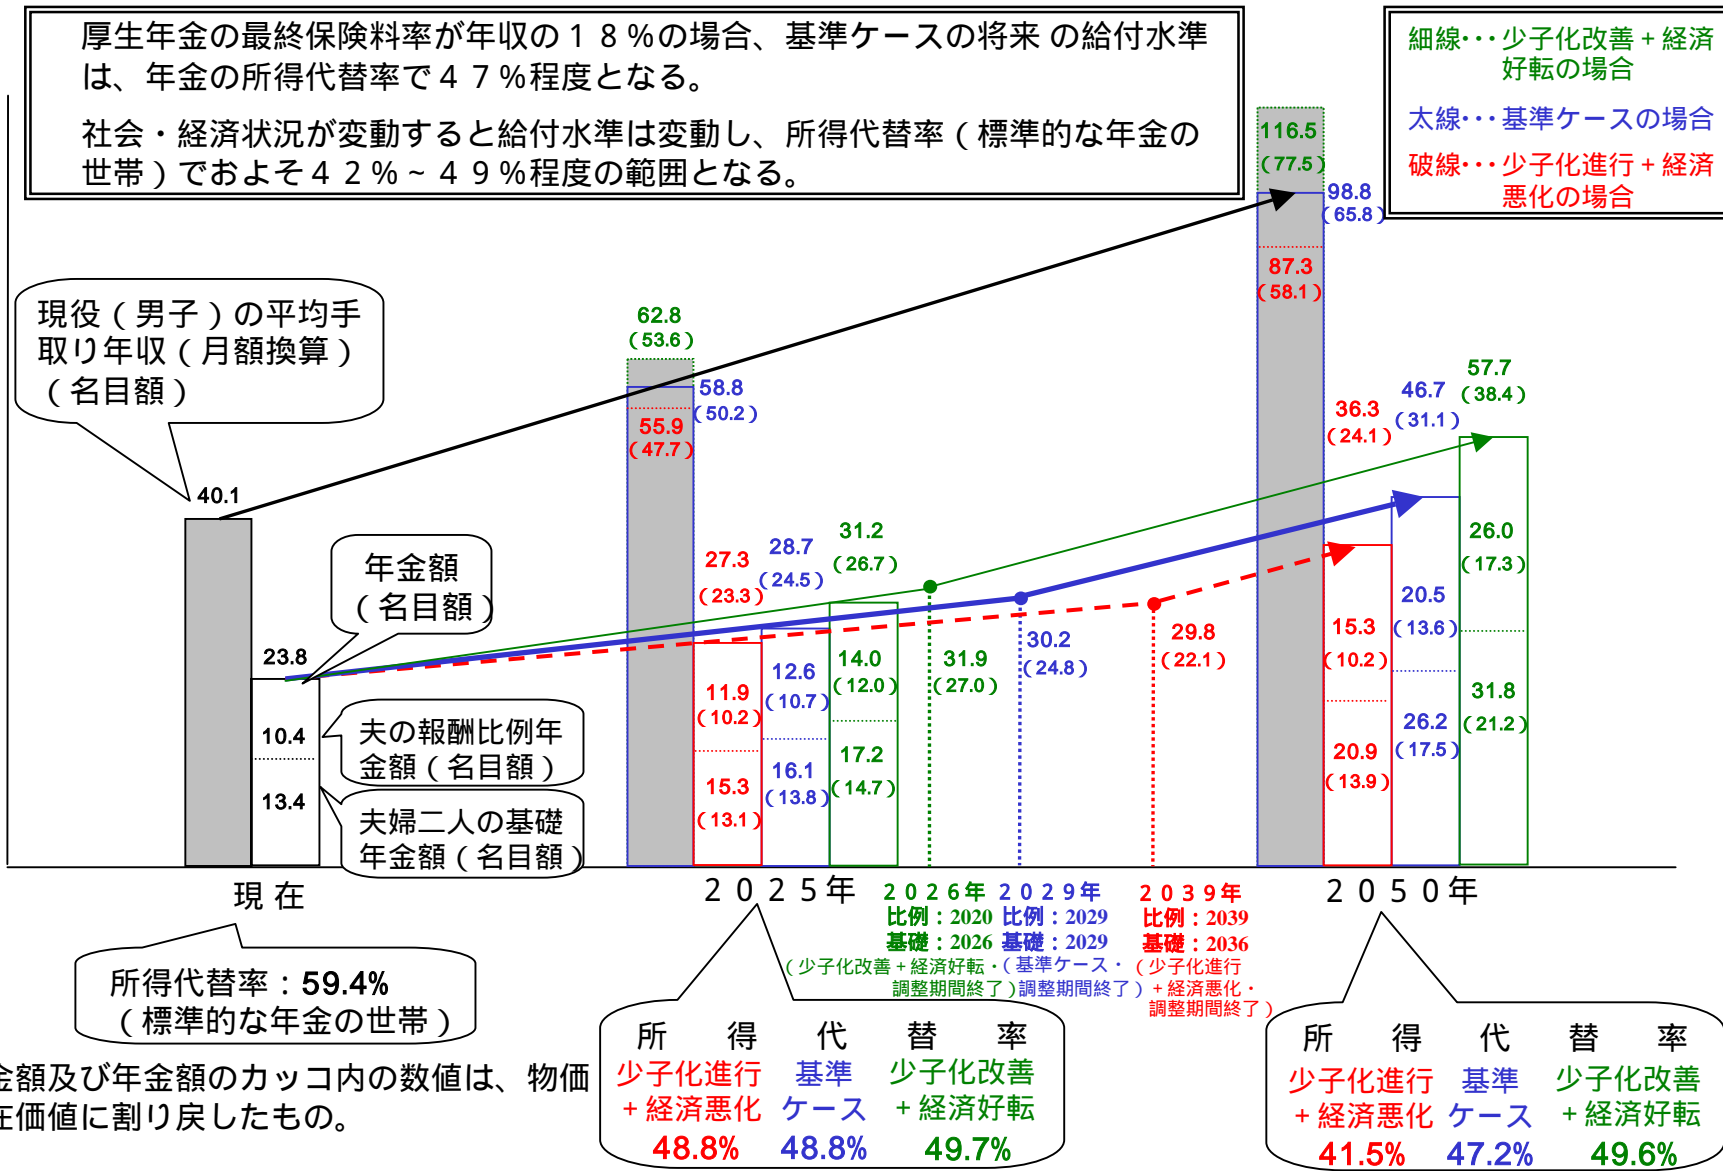 厚生年金の最終保険料率が年収の１８％の場合、基準ケースの将来 の給付水準
は、年金の所得代替率で４７％程度となる。
社会・経済状況が変動すると給付水準は変動し、所得代替率（標準的な年金の
世帯）でおよそ４２％~４９％程度の範囲となる。
細線･･･少子化改善+経済
好転の場合
太線･･･基準ケースの場合
破線･･･少子化進行+経済
悪化の場合
116.5
(77.5)
98.8
(65.8)
87.3
(58.1)
現役（男子）の平均手
取り年収（月額換算）
（名目額）
40.1
62.8
(53.6)
58.8
(50.2)
55.9
(47.7)
57.7
(38.4)
46.7
(31.1)
36.3
(24.1)
年金額
（名目額）
23.8
10.4
13.4
夫の報酬比例年
金額（名目額）
夫婦二人の基礎
年金額（名目額）
27.3
(23.3)
28.7
(24.5)
31.2
(26.7)
11.9
(10.2)
15.3
(13.1)
12.6
(10.7)
16.1
(13.8)
14.0
(12.0)
17.2
(14.7)
31.9
(27.0)
30.2
(24.8)
29.8
(22.1)
15.3
(10.2)
20.9
(13.9)
20.5
(13.6)
26.2
(17.5)
26.0
(17.3)
31.8
(21.2)
現在
２０２５年
２０２６年
比例：2020
基礎：2026
（少子化改善+経済好転・
調整期間終了）
２０２９年
比例：2029
基礎：2029
（基準ケース・
調整期間終了）
２０３９年
比例：2039
基礎：2036
（少子化進行
+経済悪化・
調整期間終了）
２０５０年
所得代替率：59.4%
（標準的な年金の世帯）
所得代替率
少子化進行 基準 少子化改善
+経済悪化 ケース +経済好転
48.8% 48.8% 49.7%
所得代替率
少子化進行 基準 少子化改善
+経済悪化 ケース +経済好転
41.5% 47.2% 49.6%
金額及び年金額のカッコ内の数値は、物価
在価値に割り戻したもの。